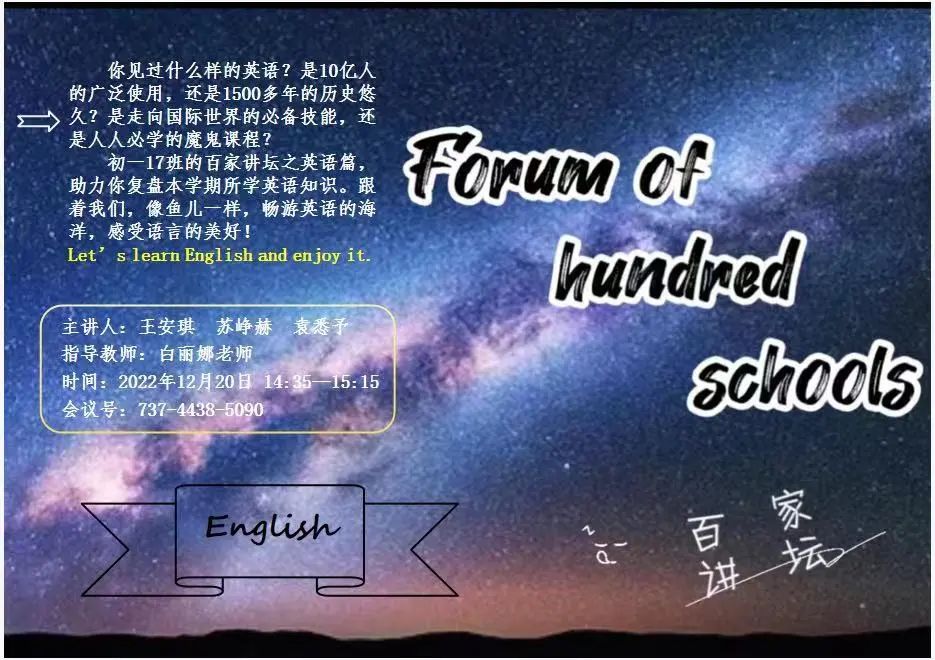 你见过什么样的英语？是10亿人
的广泛使用，还是1500多年的历史悠
久？是走向国际世界的必备技能，还
是人人必学的魔鬼课程？
初一17班的百家讲坛之英语篇，
助力你复盘本学期所学英语知识。跟
着我们，像鱼儿一样，畅游英语的海
洋，感受语言的美好！
Let’s learn English and enjoy it.
主讲人：王安琪 苏峥赫 袁悉予
指导教师：白丽娜老师
时间：2022年12月20日 14:35—15:15
会议号：737-4438-5090
Forum of
hundred
schools
English
百家
讲坛